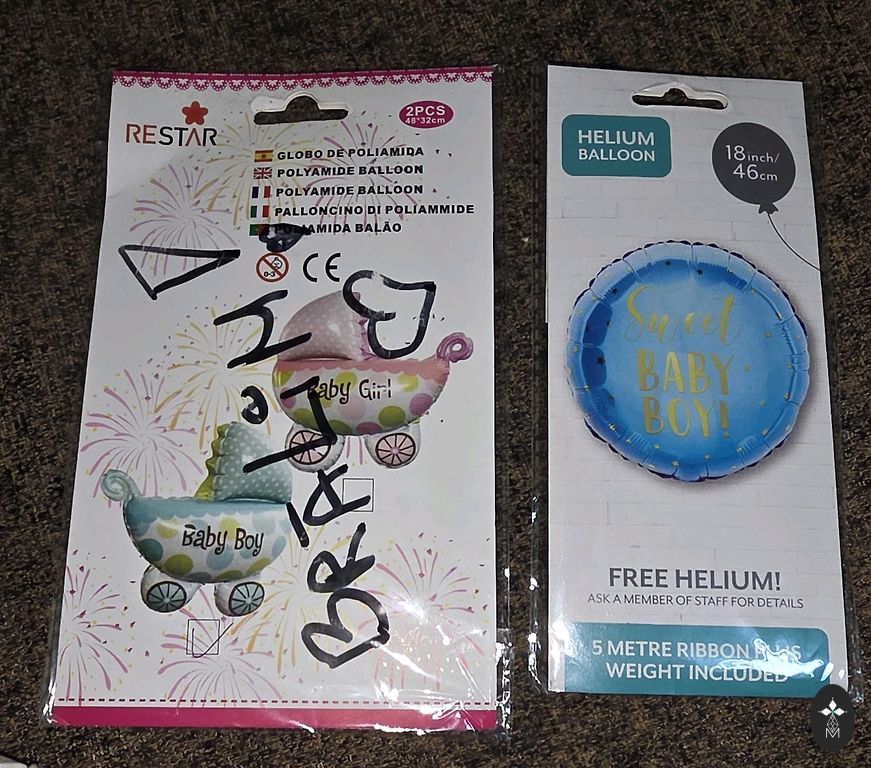 RESTAR
2PCS
48*32cm
GLOBO DE POLIAMIDA
POLYAMIDE BALLOON
POLYAMIDE BALLOON
PALLONCINO DI POLIAMMIDE
POLIAMIDA BALÃO
0-3
CE
Baby Girl
Baby Boy
HELIUM
BALLOON
18inch/
46cm
Sweet
BABY
BOY!
FREE HELIUM!
ASK A MEMBER OF STAFF FOR DETAILS
5 METRE RIBBON PLUS
WEIGHT INCLUDED
M